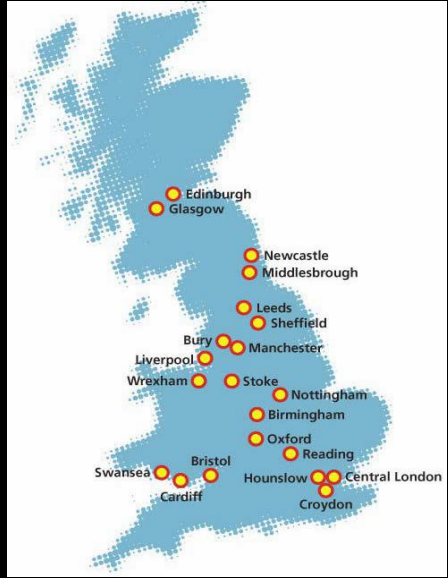 Edinburgh
Glasgow
Newcastle
Middlesbrough
Leeds
Sheffield
Bury
Manchester
Liverpool
Wrexham
Stoke
Nottingham
Birmingham
Oxford
Reading
Bristol
Swansea
Cardiff
Hounslow
Central London
Croydon